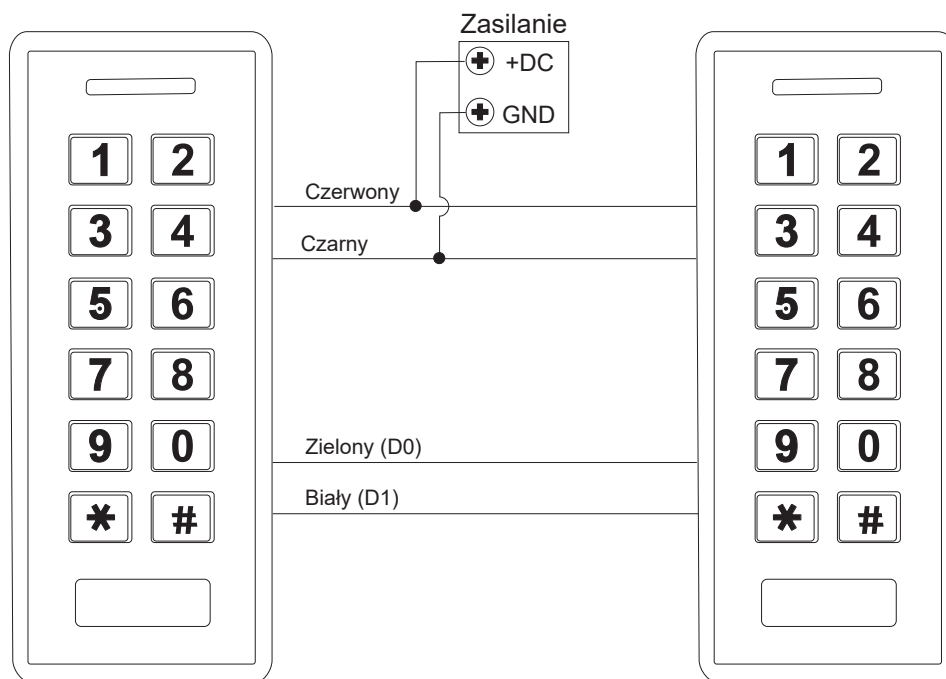 Zasilanie
+DC
GND
1 2
3 4
5 6
7 8
9 0
* #
Czerwony
Czarny
Zielony (D0)
Biały (D1)
1 2
3 4
5 6
7 8
9 0
* #